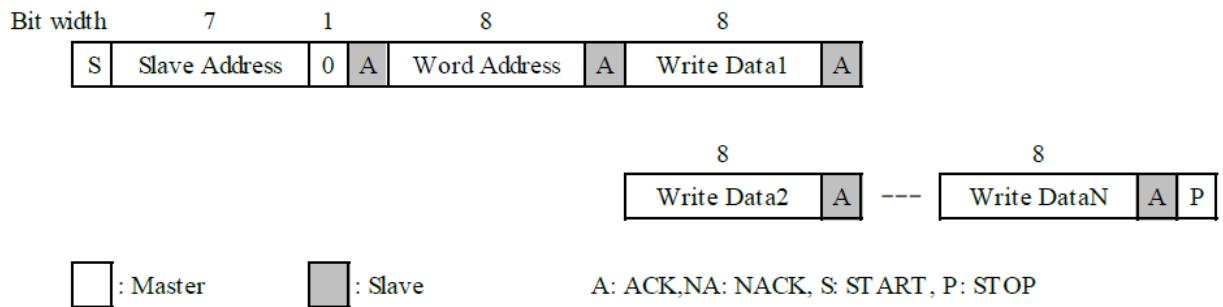 Bit width 7 1 8 8
S Slave Address 0 A Word Address A Write Data1 A
8 8
Write Data2 A --- Write DataN A P
: Master : Slave A: ACK,NA: NACK, S: START, P: STOP